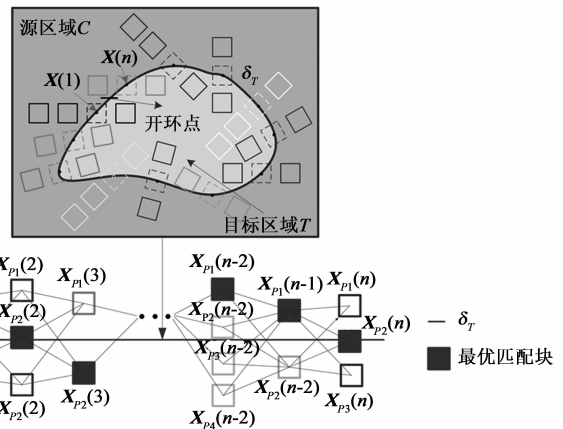 源区域C
X(n)
δT
X(1)
开环点
目标区域T
XP1(2)
XP1(3)
XP1(n-2)
XP1(n-1)
XP1(n)
XP2(2)
XP2(n-2)
XP2(n)
δT
XP3(n-2)
最优匹配块
XP2(2)
XP2(3)
XP2(n-2)
XP3(n)
XP4(n-2)